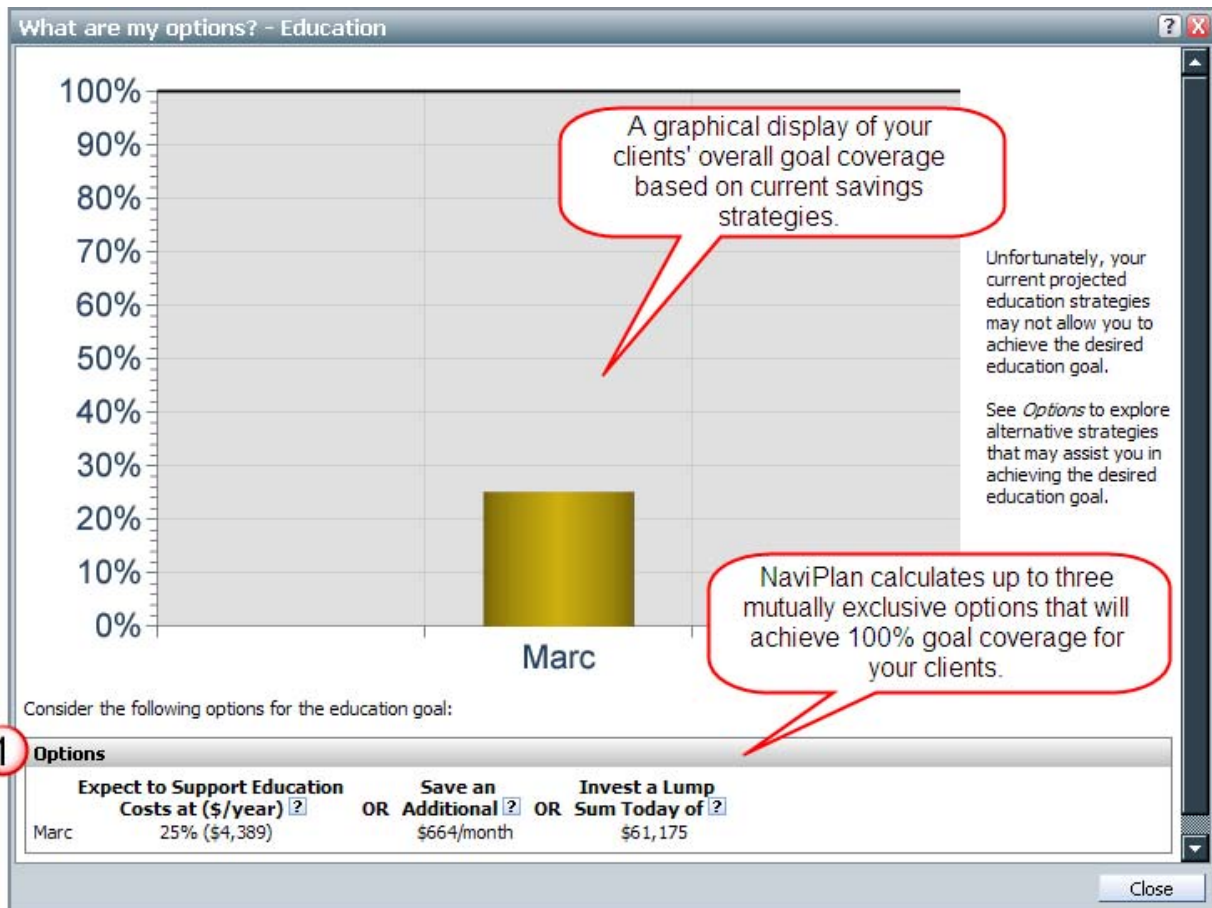 What are my options? - Education
?
X
100%
90%
80%
70%
60%
50%
40%
30%
20%
10%
0%
A graphical display of your
clients' overall goal coverage
based on current savings
strategies.
Unfortunately, your
current projected
education strategies
may not allow you to
achieve the desired
education goal.
See Options to explore
alternative strategies
that may assist you in
achieving the desired
education goal.
NaviPlan calculates up to three
mutually exclusive options that will
achieve 100% goal coverage for
your clients.
Marc
Consider the following options for the education goal:
1
Options
Expect to Support Education Save an Invest a Lump
Costs at ($/year) ? OR Additional ? OR Sum Today of ?
Marc 25% ($4,389) $664/month $61,175
Close